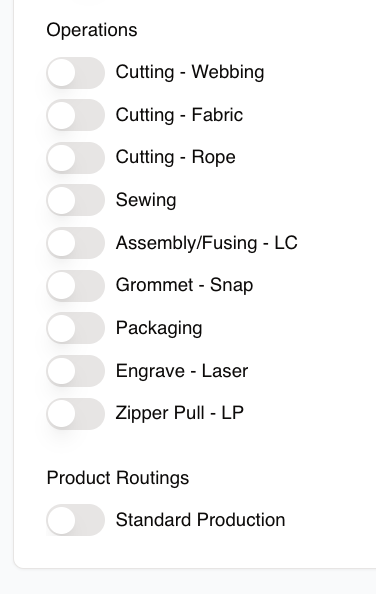 Operations
Cutting - Webbing
Cutting - Fabric
Cutting - Rope
Sewing
Assembly/Fusing - LC
Grommet - Snap
Packaging
Engrave - Laser
Zipper Pull - LP
Product Routings
Standard Production